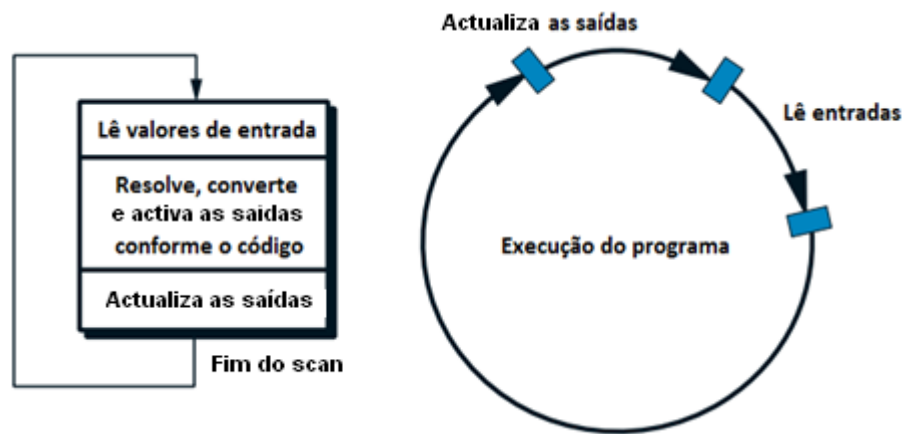 Lê valores de entrada
Resolve, converte
e activa as saídas
conforme o código
Actualiza as saídas
Fim do scan
Actualiza as saídas
Lê entradas
Execução do programa